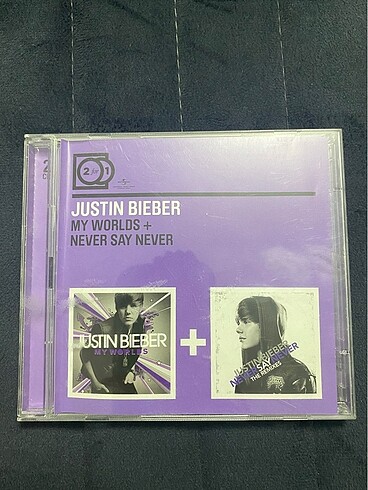 2 for 1
JUSTIN BIEBER
MY WORLDS +
NEVER SAY NEVER
JUSTIN BIEBER
MY WORLDS
+
JUSTIN BIEBER
NEVER SAY NEVER
THE REMIXES